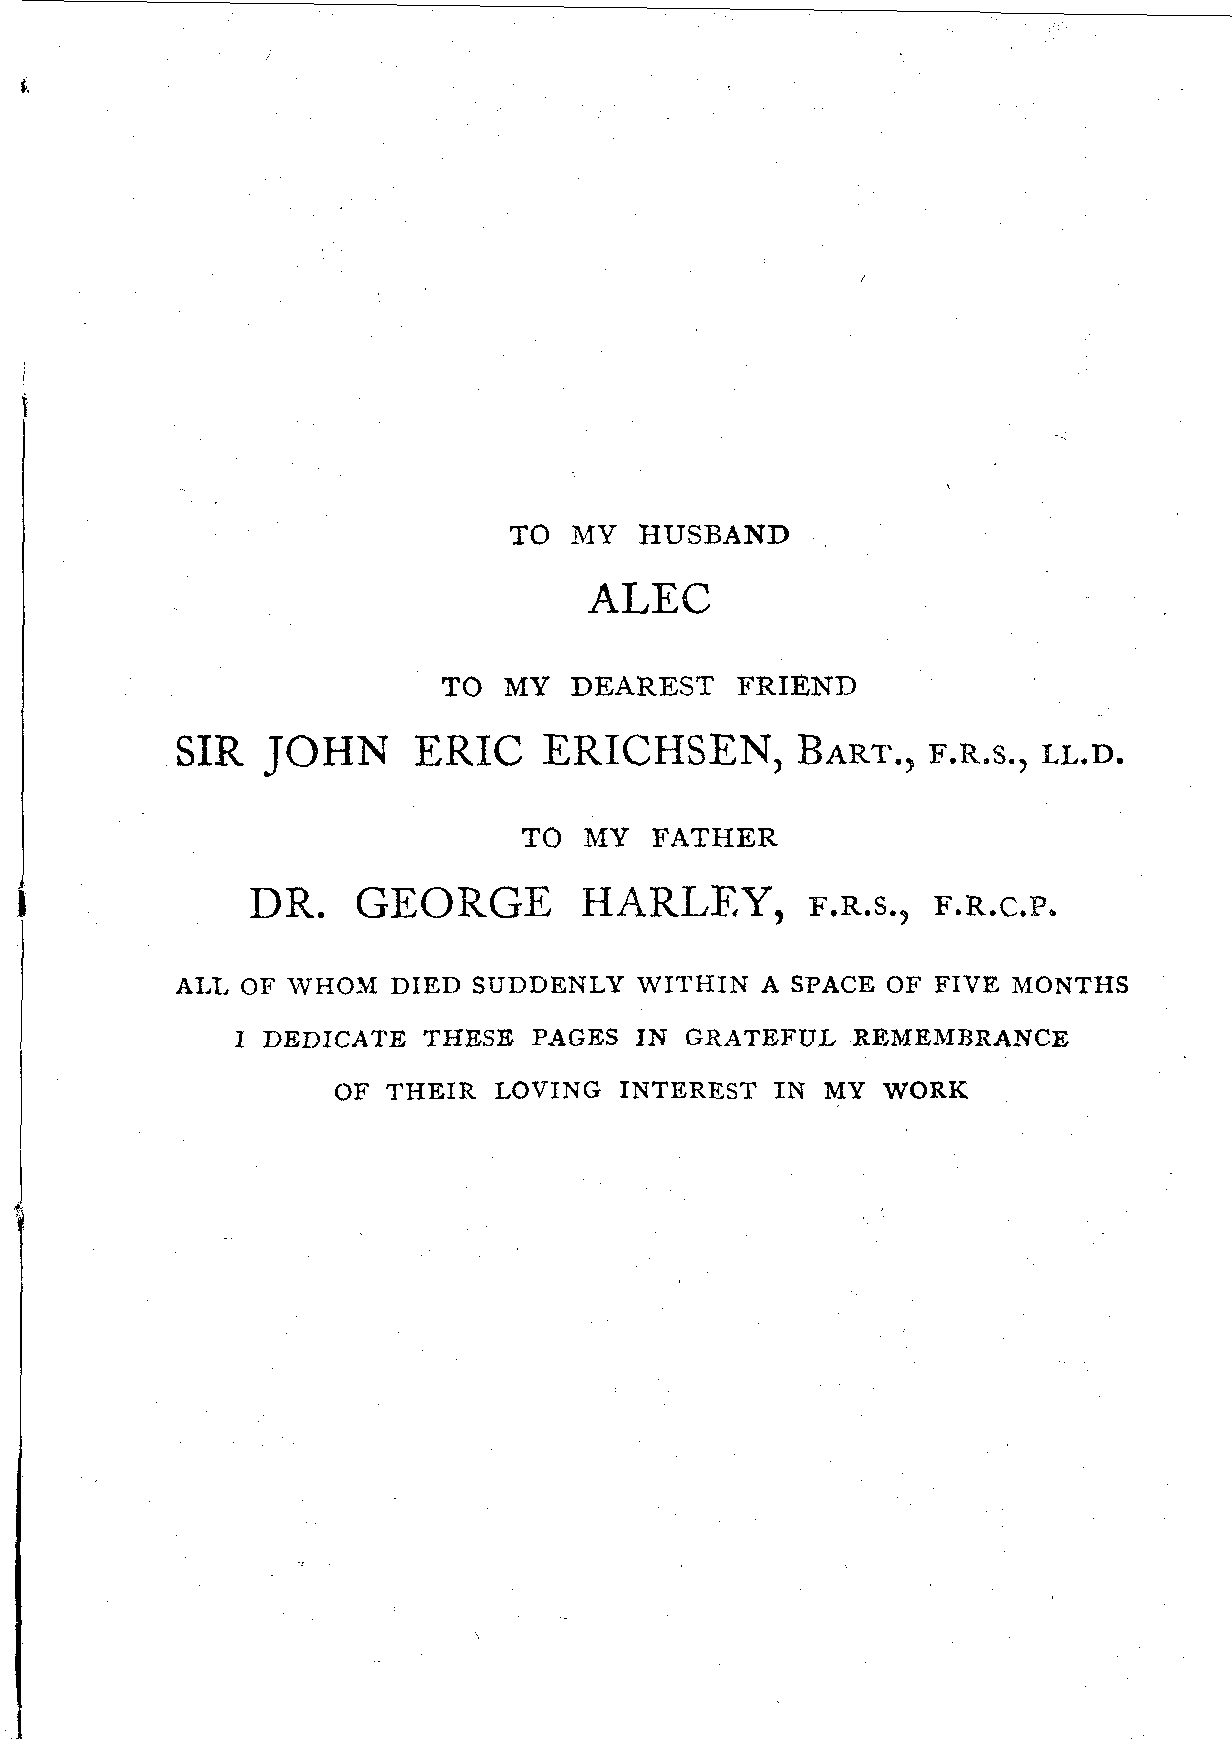 TO MY HUSBAND
ALEC
TO MY DEAREST FRIEND
SIR JOHN ERIC ERICHSEN, BART., F.R.S., LL.D.
TO MY FATHER
DR. GEORGE HARLEY, F.R.S., F.R.C.P.
ALL OF WHOM DIED SUDDENLY WITHIN A SPACE OF FIVE MONTHS
I DEDICATE THESE PAGES IN GRATEFUL REMEMBRANCE
OF THEIR LOVING INTEREST IN MY WORK